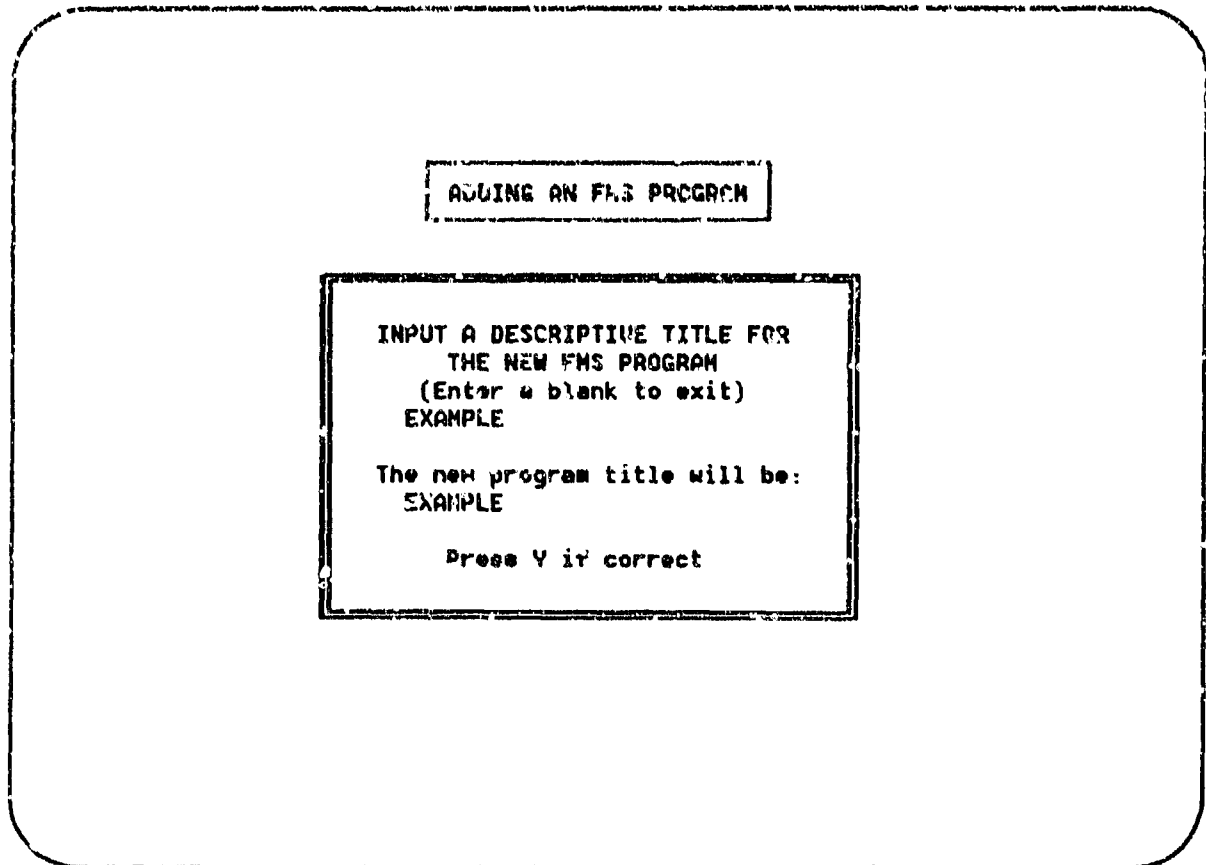 ADDING AN FMS PROGRAM
INPUT A DESCRIPTIVE TITLE FOR
THE NEW FMS PROGRAM
(Enter a blank to exit)
EXAMPLE
The new program title will be:
EXAMPLE
Press Y if correct